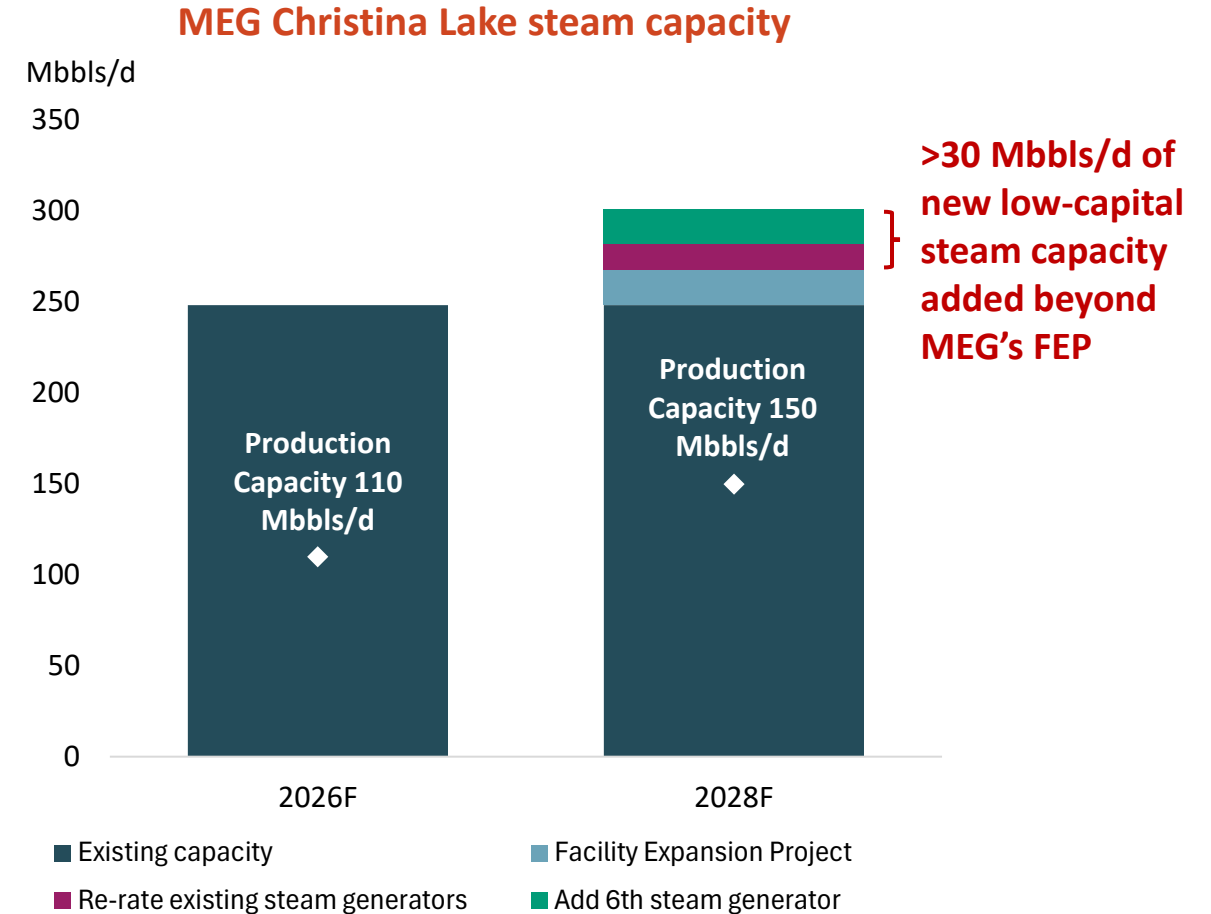 MEG Christina Lake steam capacity
Mbbls/d
350
300
250
200
150
100
50
0
Production
Capacity 110
Mbbls/d
Production
Capacity 150
Mbbls/d
>30 Mbbls/d of
new low-capital
steam capacity
added beyond
MEG’s FEP
2026F
2028F
Existing capacity
Facility Expansion Project
Re-rate existing steam generators
Add 6th steam generator